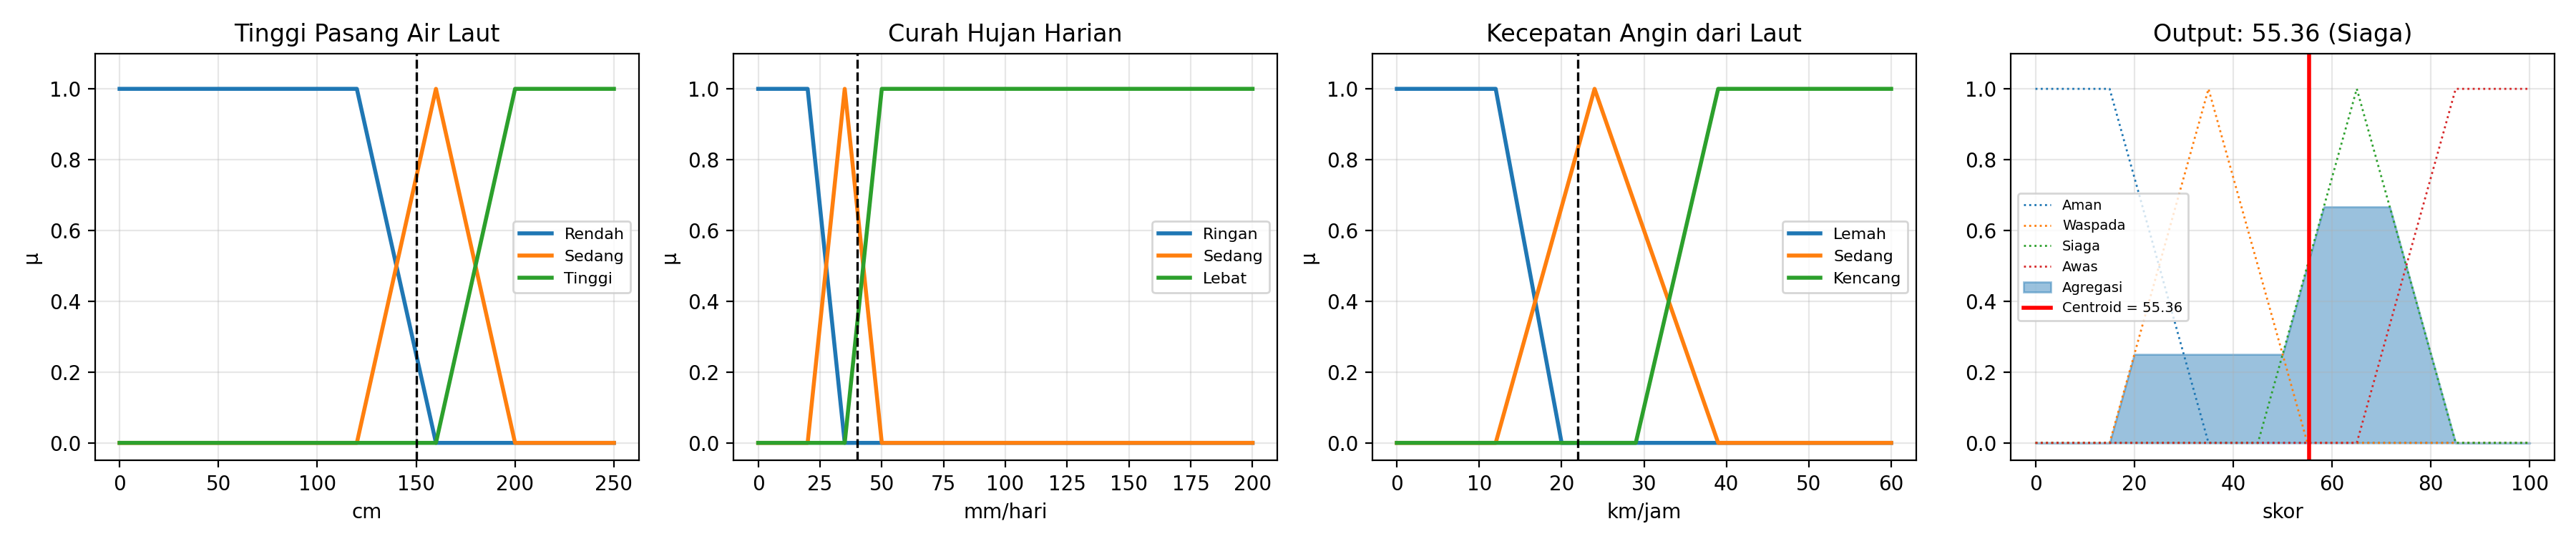 Tinggi Pasang Air Laut
μ
1.0
0.8
0.6
0.4
0.2
0.0
Rendah
Sedang
Tinggi
0 50 100 150 200 250
cm
Curah Hujan Harian
μ
1.0
0.8
0.6
0.4
0.2
0.0
Ringan
Sedang
Lebat
0 25 50 75 100 125 150 175 200
mm/hari
Kecepatan Angin dari Laut
μ
1.0
0.8
0.6
0.4
0.2
0.0
Lemah
Sedang
Kencang
0 10 20 30 40 50 60
km/jam
Output: 55.36 (Siaga)
1.0
0.8
0.6
0.4
0.2
0.0
Aman
Waspada
Siaga
Awas
Agregasi
Centroid = 55.36
0 20 40 60 80 100
skor